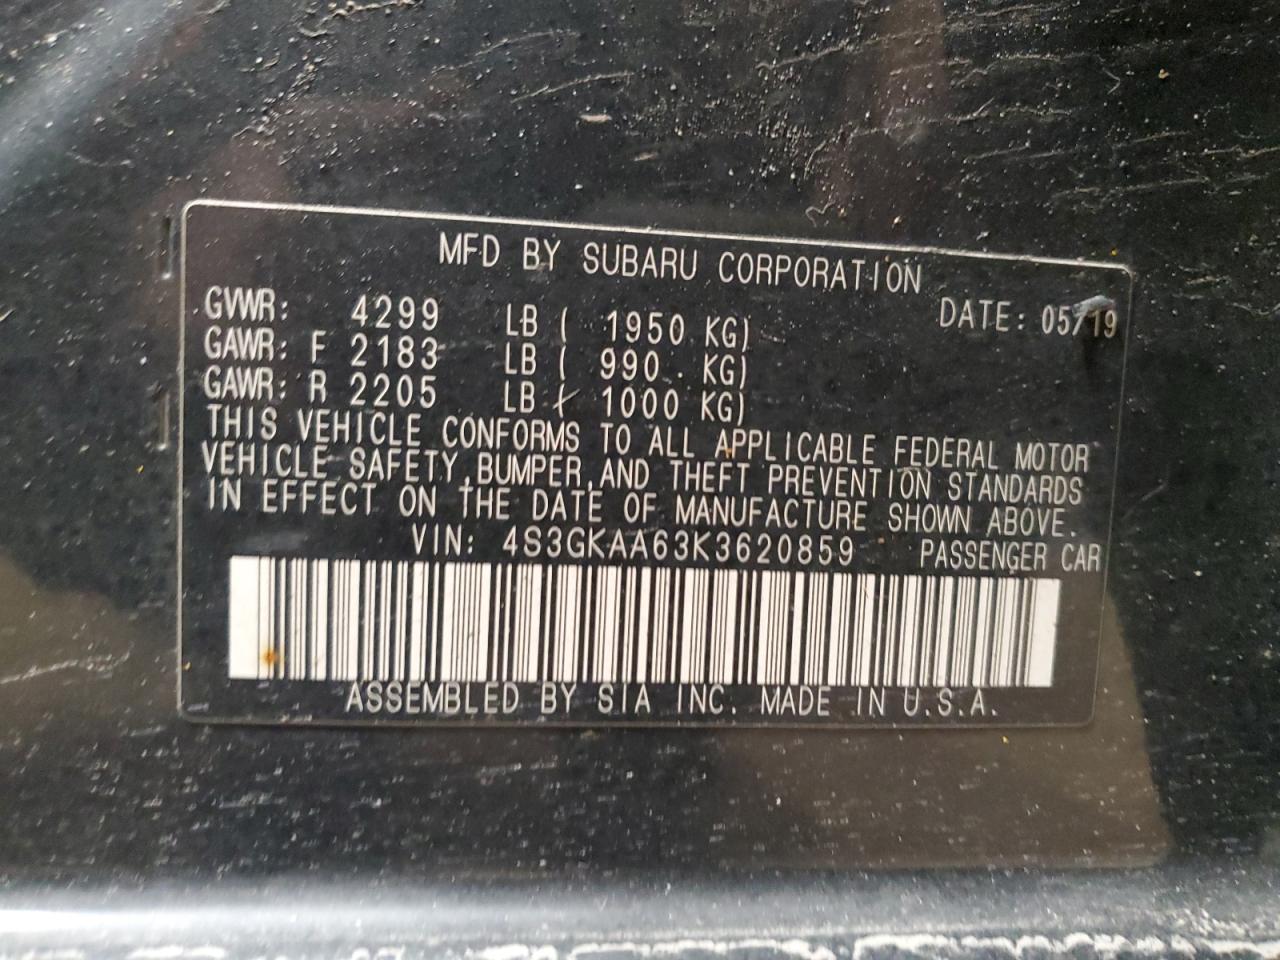 MFD BY SUBARU CORPORATION
DATE: 05/19
GVWR: 4299 LB ( 1950 KG)
GAWR: F 2183 LB ( 990 KG)
GAWR: R 2205 LB ( 1000 KG)
THIS VEHICLE CONFORMS TO ALL APPLICABLE FEDERAL MOTOR
VEHICLE SAFETY,BUMPER,AND THEFT PREVENTION STANDARDS
IN EFFECT ON THE DATE OF MANUFACTURE SHOWN ABOVE.
VIN: 4S3GKAA63K3620859 PASSENGER CAR
ASSEMBLED BY SIA INC. MADE IN U.S.A.